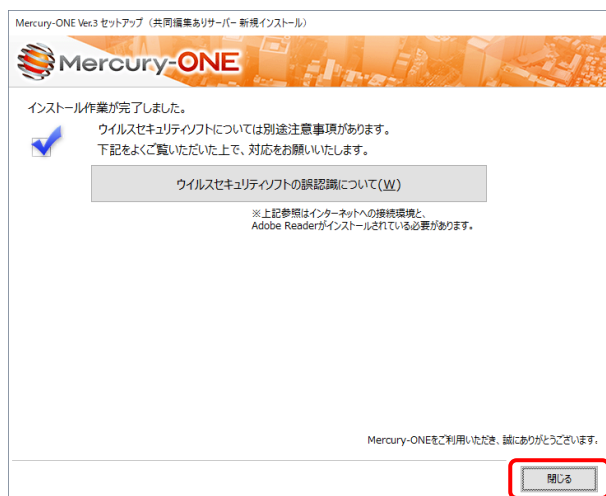 Mercury-ONE Ver.3 セットアップ（共同編集ありサーバー 新規インストール）
Mercury-ONE
インストール作業が完了しました。
ウイルスセキュリティソフトについては別途注意事項があります。
下記をよくご覧いただいた上で、対応をお願いいたします。
ウイルスセキュリティソフトの誤認識について(W)
※上記参照はインターネットへの接続環境と、
Adobe Readerがインストールされている必要があります。
Mercury-ONEをご利用いただき、誠にありがとうございます。
閉じる